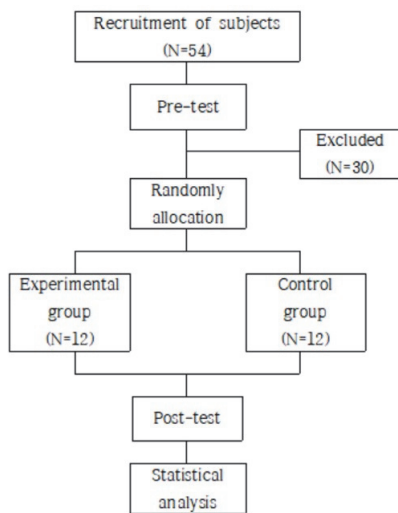 Recruitment of subjects
(N=54)
Pre-test
Excluded
(N=30)
Randomly
allocation
Experimental
group
(N=12)
Control
group
(N=12)
Post-test
Statistical
analysis